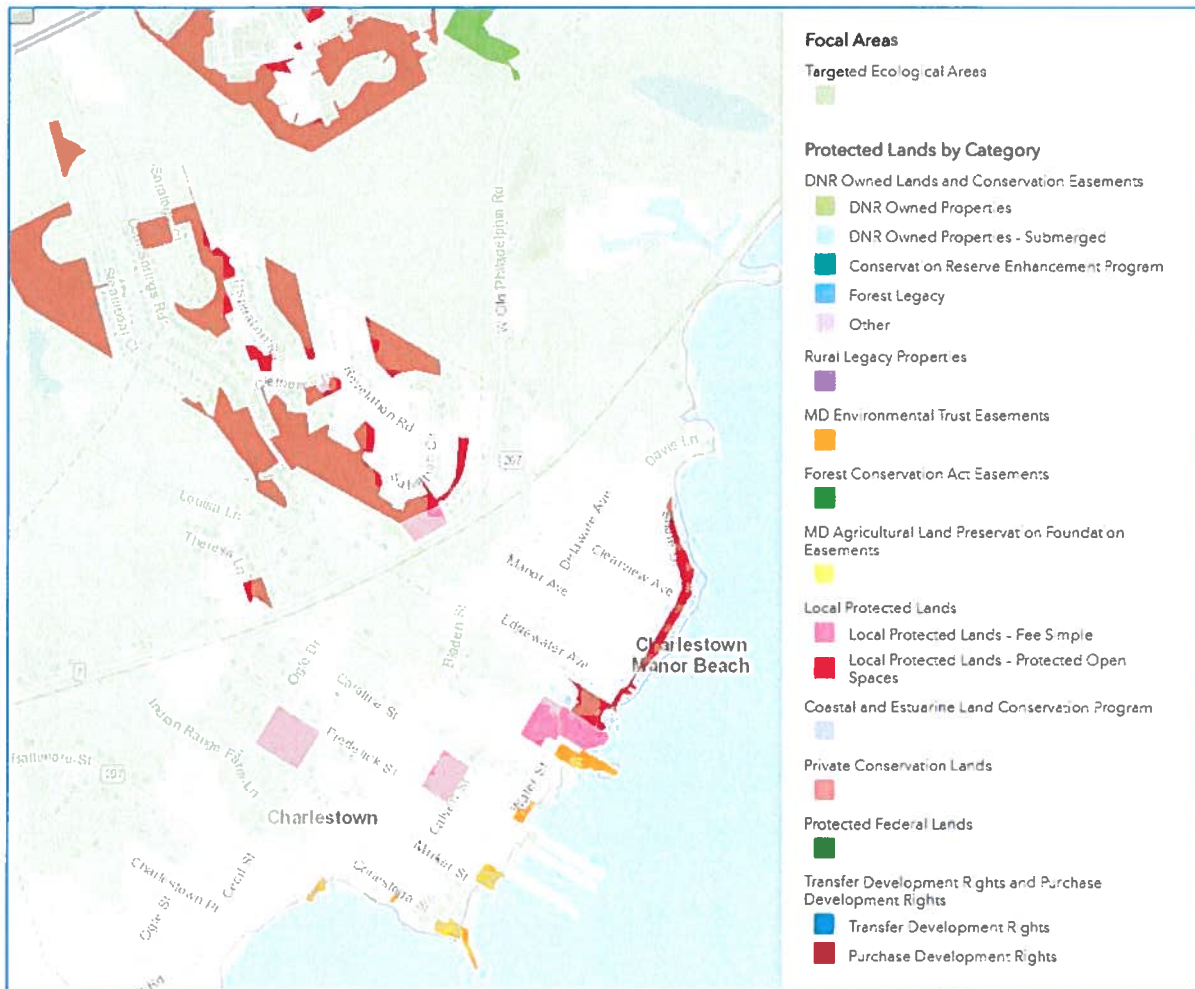 W Old Philadelphia Rd
Revelation Rd
267
Davis Ln
Louisa Ln
Theresa Ln
Delaware Ave
Clearview Ave
Manor Ave
Edgewater Ave
Charlestown
Manor Beach
Bladen St
Ogle Dr
Caroline St
Frederick St
Indian Range Farm Ln
Baltimore St
267
Water St
Calvert St
Charlestown
Market St
Conestoga St
Cecil St
Charlestown Pl
Ogle St
Rd
Focal Areas
Targeted Ecological Areas
Protected Lands by Category
DNR Owned Lands and Conservation Easements
DNR Owned Properties
DNR Owned Properties - Submerged
Conservation Reserve Enhancement Program
Forest Legacy
Other
Rural Legacy Properties
MD Environmental Trust Easements
Forest Conservation Act Easements
MD Agricultural Land Preservation Foundation
Easements
Local Protected Lands
Local Protected Lands - Fee Simple
Local Protected Lands - Protected Open
Spaces
Coastal and Estuarine Land Conservation Program
Private Conservation Lands
Protected Federal Lands
Transfer Development Rights and Purchase
Development Rights
Transfer Development Rights
Purchase Development Rights